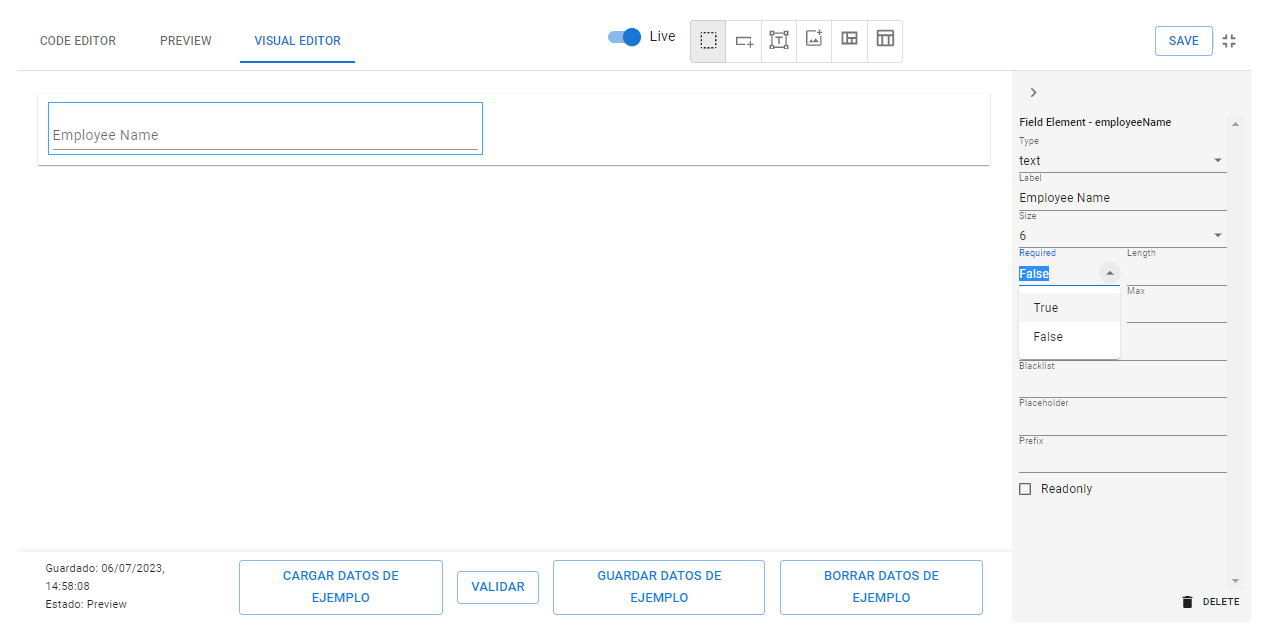 CODE EDITOR
PREVIEW
VISUAL EDITOR
Live
SAVE
Employee Name
Field Element - employeeName
Type
text
Label
Employee Name
Size
6
Required
Length
False
Max
True
False
Blacklist
Placeholder
Prefix
Readonly
DELETE
Guardado: 06/07/2023,
14:58:08
Estado: Preview
CARGAR DATOS DE
EJEMPLO
VALIDAR
GUARDAR DATOS DE
EJEMPLO
BORRAR DATOS DE
EJEMPLO